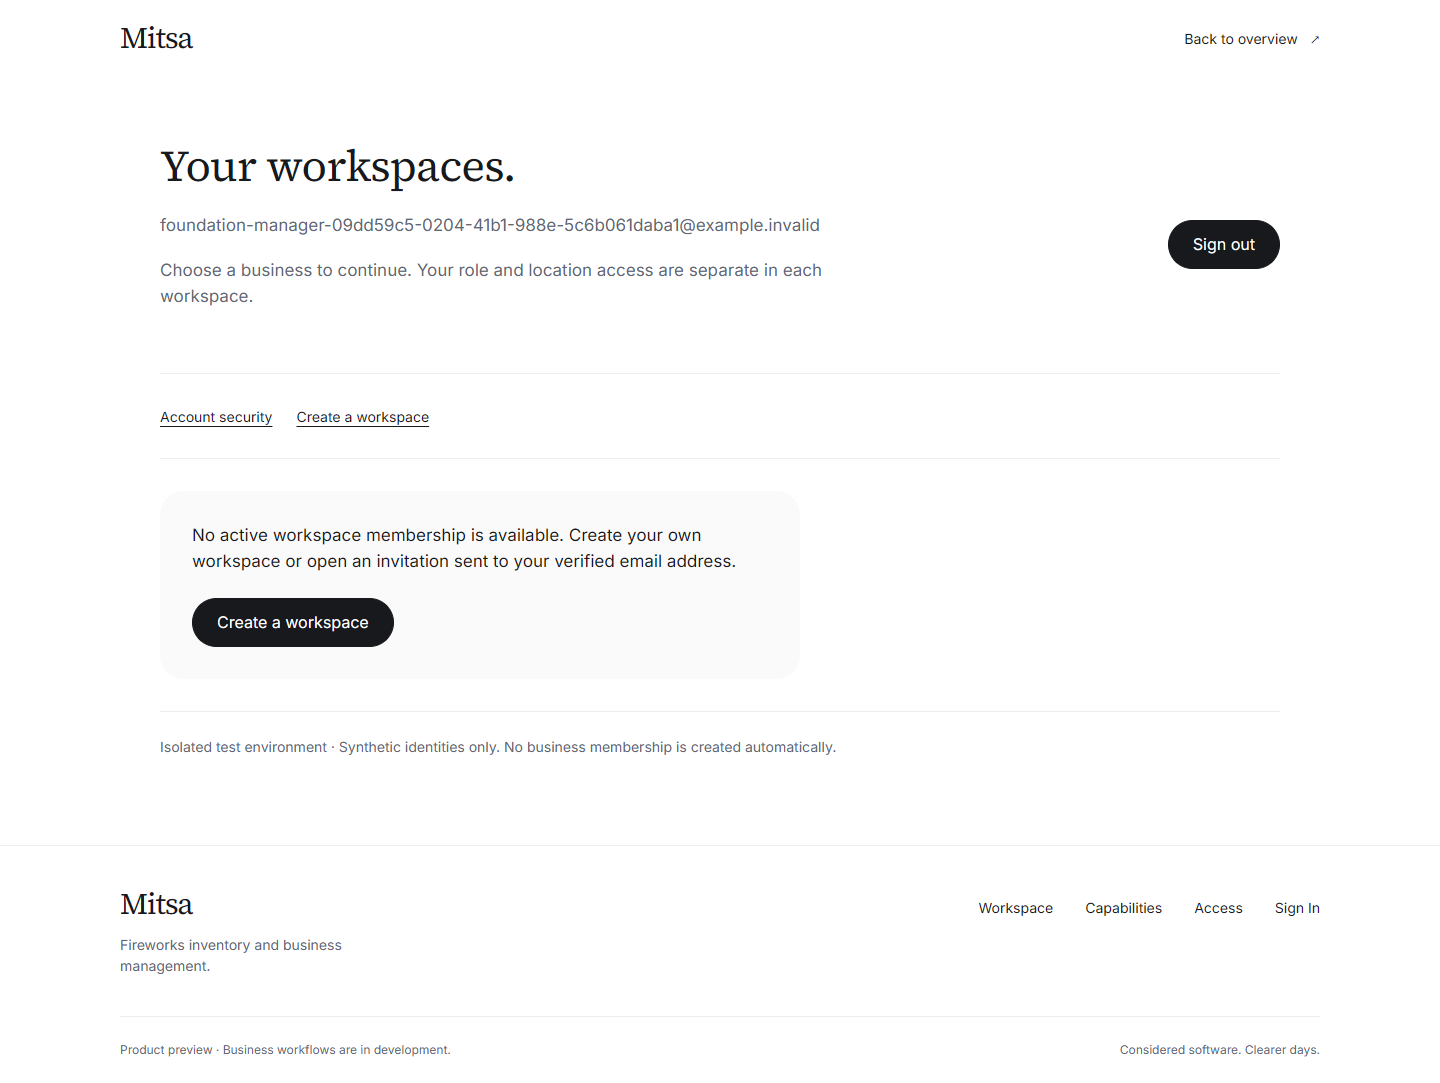 Mitsa
Back to overview ↗
Your workspaces.
foundation-manager-09dd59c5-0204-41b1-988e-5c6b061daba1@example.invalid
Sign out
Choose a business to continue. Your role and location access are separate in each
workspace.
Account security
Create a workspace
No active workspace membership is available. Create your own
workspace or open an invitation sent to your verified email address.
Create a workspace
Isolated test environment · Synthetic identities only. No business membership is created automatically.
Mitsa
Workspace
Capabilities
Access
Sign In
Fireworks inventory and business
management.
Product preview · Business workflows are in development.
Considered software. Clearer days.